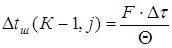 Δt_ш (K − 1, j) = F · Δτ / Θ